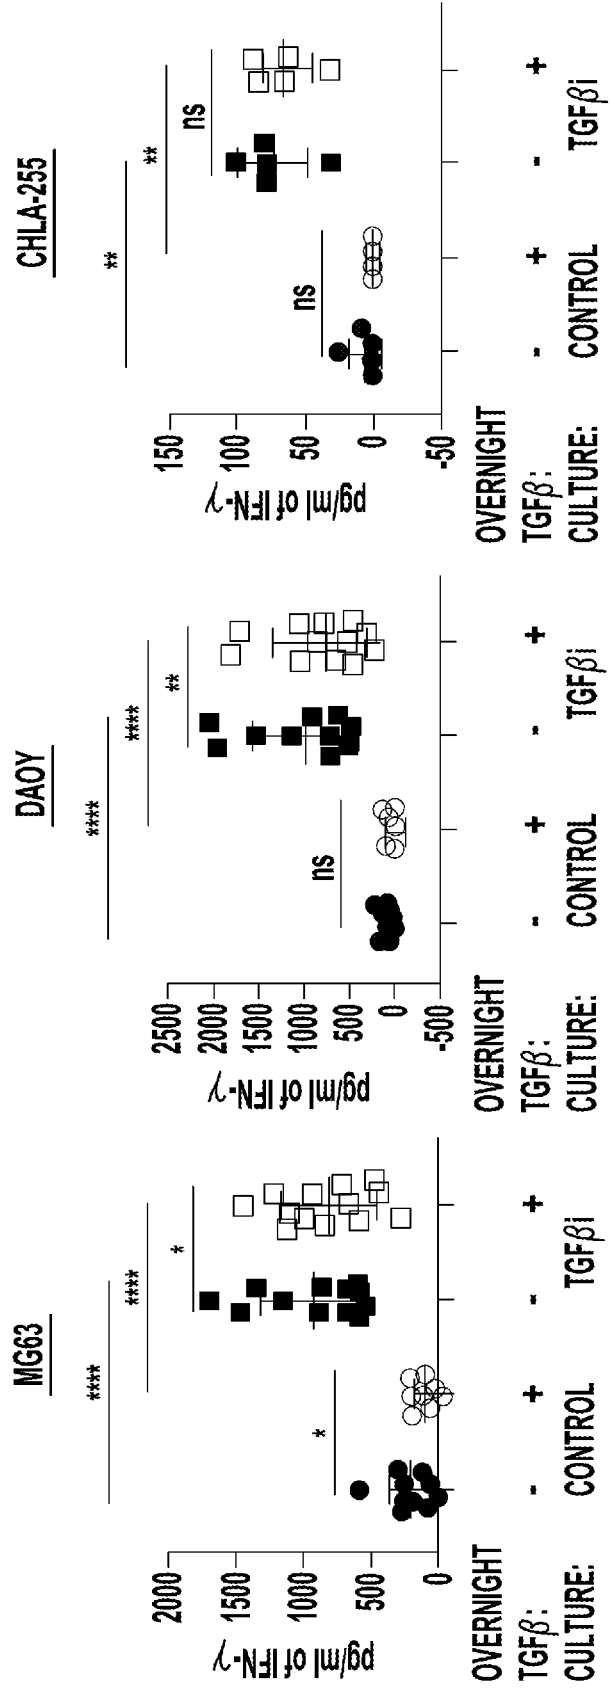 MG63
****
****
*
*
pg/ml of IFN-γ
2000
1500
1000
500
0
OVERNIGHT
TGFβ: - + - +
CULTURE: CONTROL TGFβi
DAOY
****
****
**
ns
pg/ml of IFN-γ
2500
2000
1500
1000
500
0
-500
OVERNIGHT
TGFβ: - + - +
CULTURE: CONTROL TGFβi
CHLA-255
**
**
ns
ns
pg/ml of IFN-γ
150
100
50
0
-50
OVERNIGHT
TGFβ: - + - +
CULTURE: CONTROL TGFβi